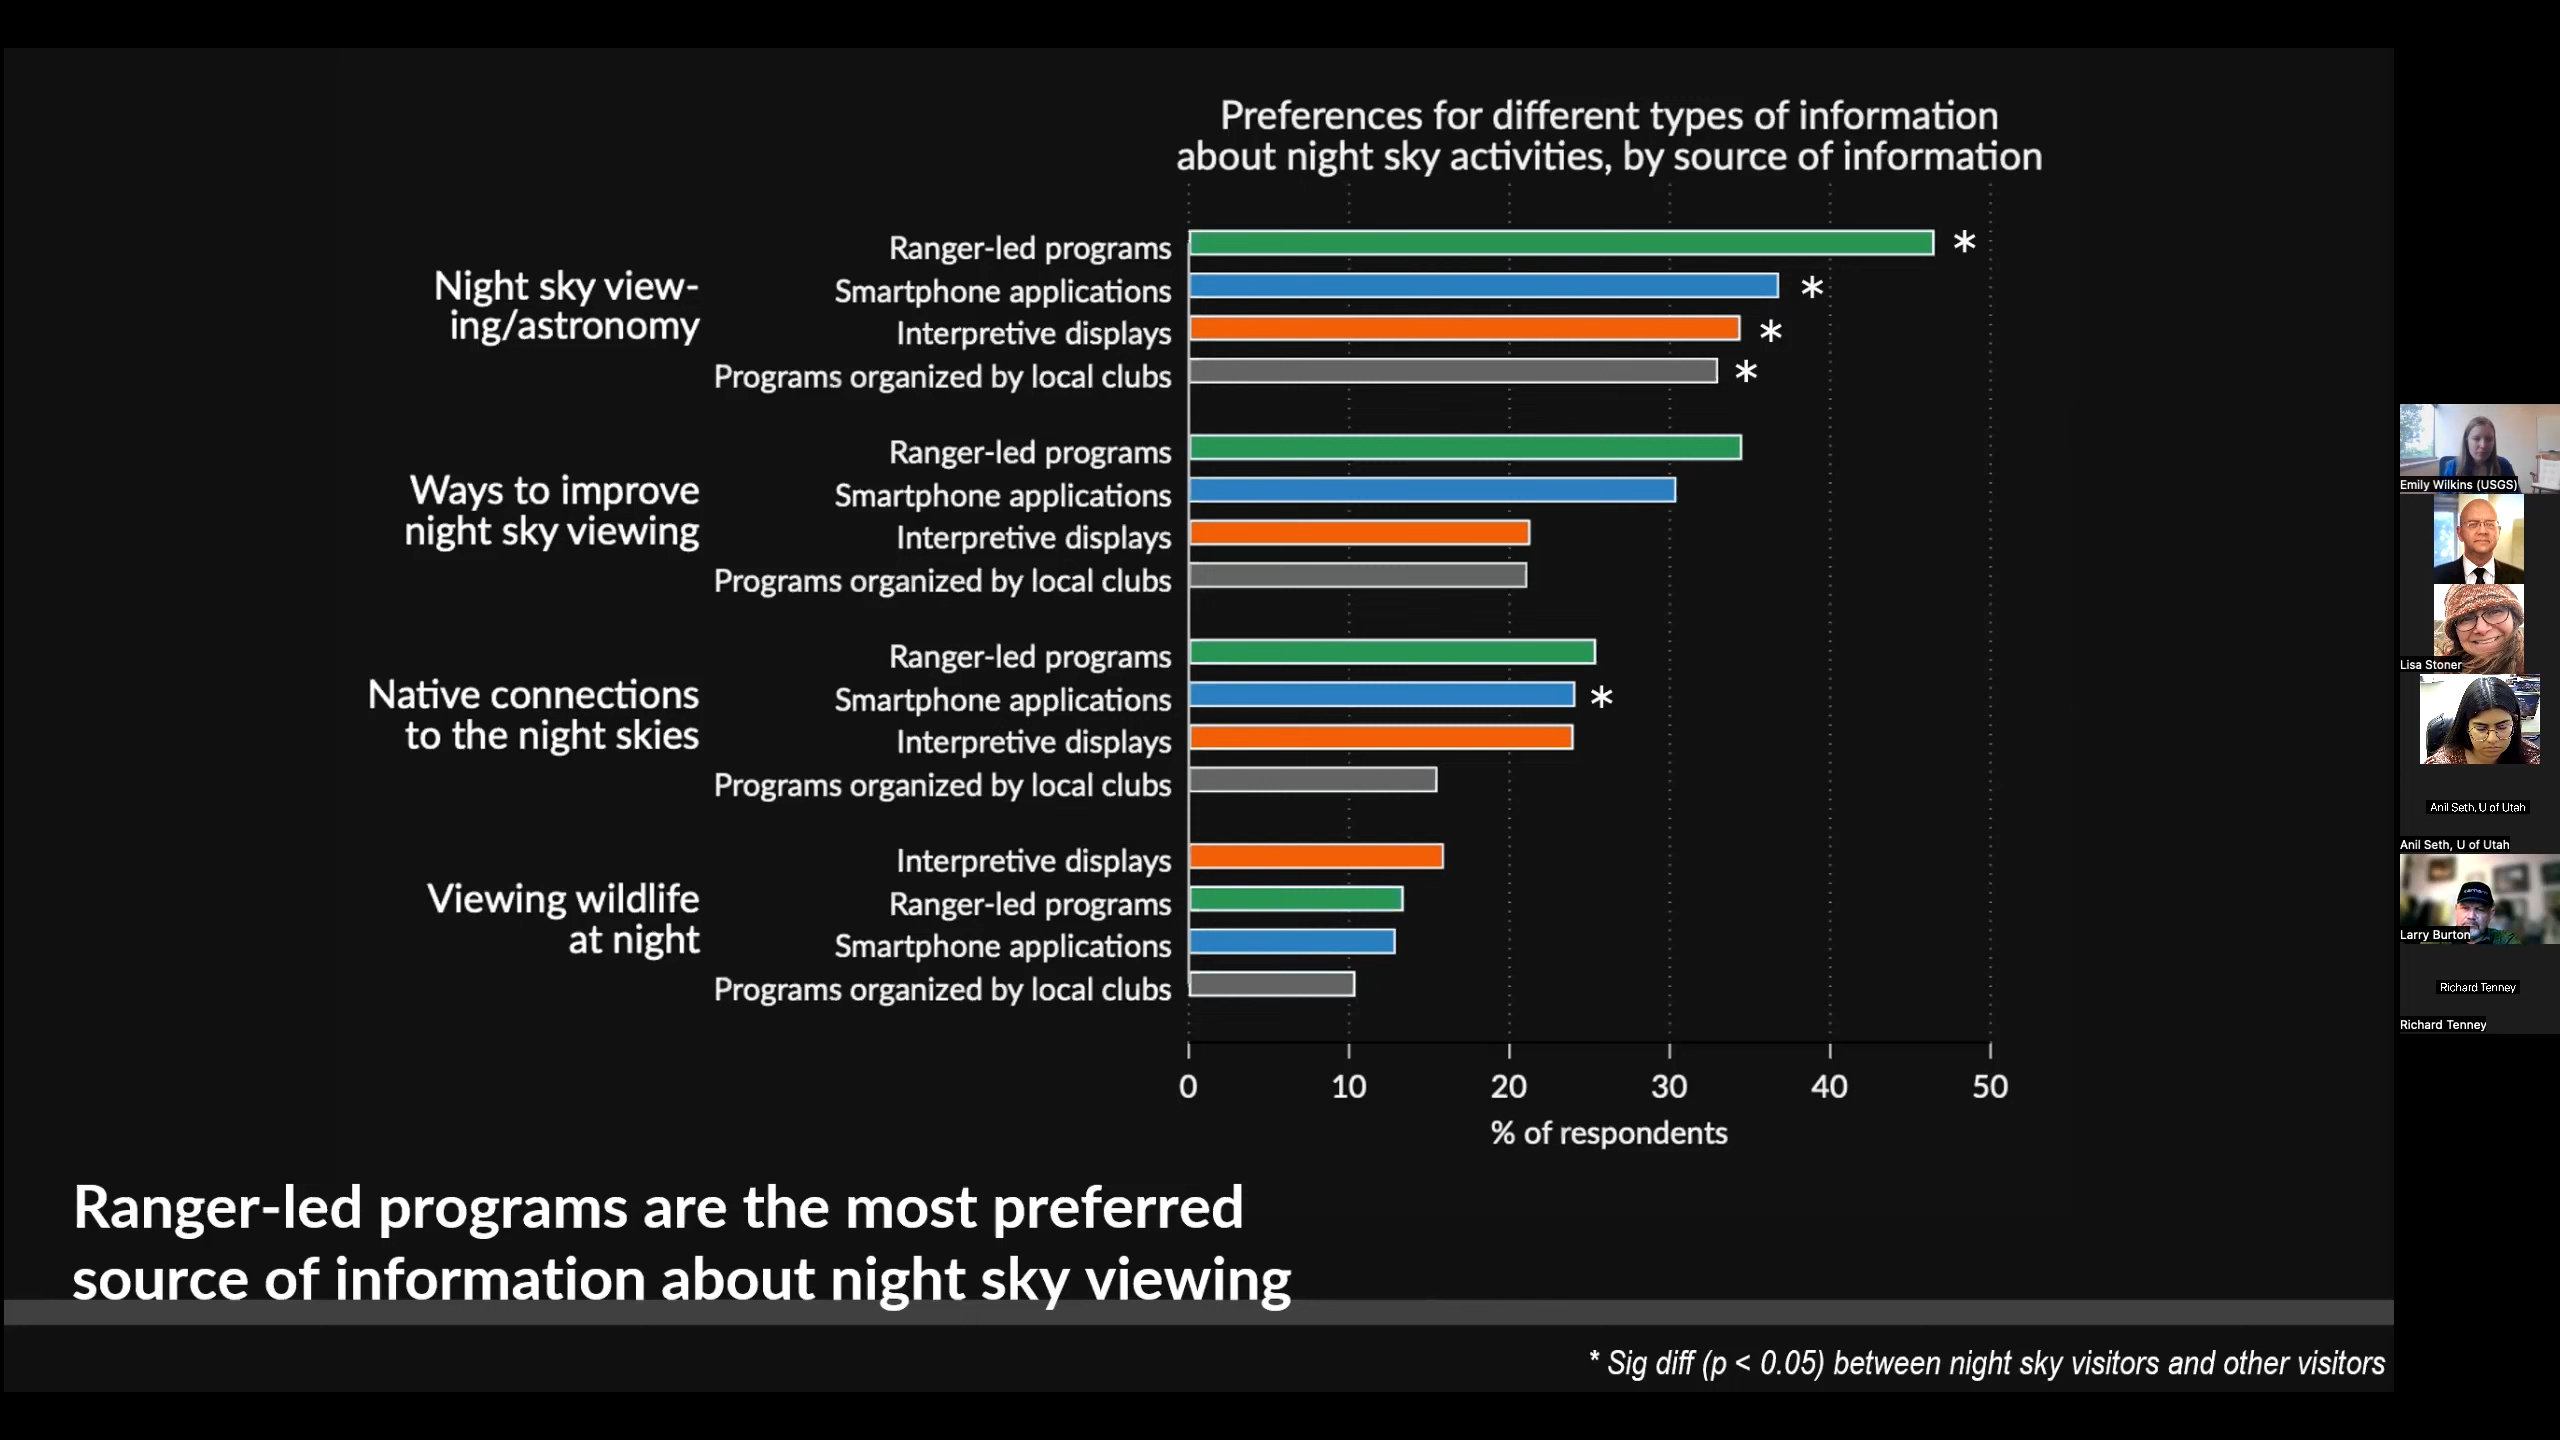 Preferences for different types of information
about night sky activities, by source of information
Night sky view-
ing/astronomy
Ranger-led programs *
Smartphone applications *
Interpretive displays *
Programs organized by local clubs *
Ways to improve
night sky viewing
Ranger-led programs
Smartphone applications
Interpretive displays
Programs organized by local clubs
Native connections
to the night skies
Ranger-led programs
Smartphone applications *
Interpretive displays
Programs organized by local clubs
Viewing wildlife
at night
Interpretive displays
Ranger-led programs
Smartphone applications
Programs organized by local clubs
0 10 20 30 40 50
% of respondents
Ranger-led programs are the most preferred
source of information about night sky viewing
* Sig diff (p < 0.05) between night sky visitors and other visitors
Emily Wilkins (USGS)
Lisa Stoner
Anil Seth, U of Utah
Anil Seth, U of Utah
Larry Burton
Richard Tenney
Richard Tenney